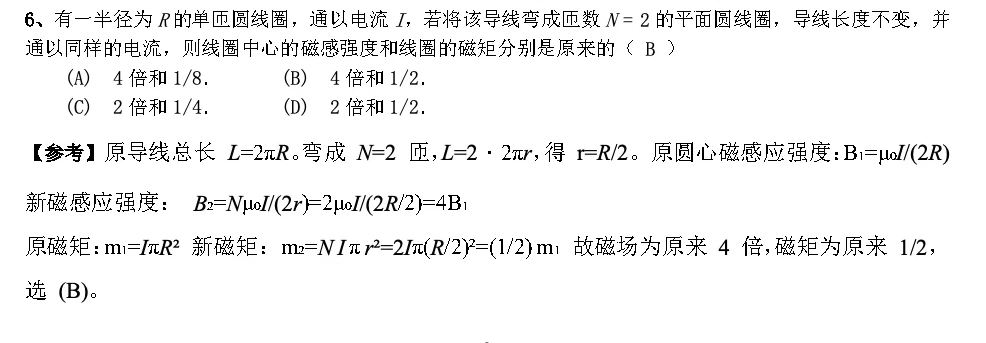 6、有一半径为 R 的单匝圆线圈，通以电流 I，若将该导线弯成匝数 N = 2 的平面圆线圈，导线长度不变，并
通以同样的电流，则线圈中心的磁感强度和线圈的磁矩分别是原来的（ B ）
(A) 4 倍和 1/8. (B) 4 倍和 1/2.
(C) 2 倍和 1/4. (D) 2 倍和 1/2.
【参考】原导线总长 L=2πR。弯成 N=2 匝,L=2·2πr,得 r=R/2。原圆心磁感应强度:B₁=μ₀I/(2R)
新磁感应强度： B₂=Nμ₀I/(2r)=2μ₀I/(2R/2)=4B₁
原磁矩:m₁=IπR² 新磁矩：m₂=NIπr²=2Iπ(R/2)²=(1/2)m₁ 故磁场为原来 4 倍,磁矩为原来 1/2，
选 (B)。